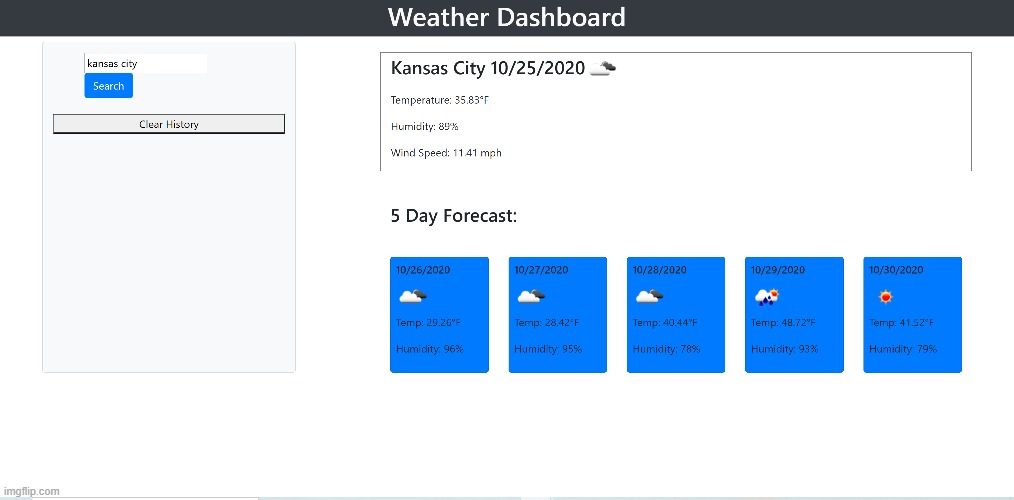 Weather Dashboard
kansas city
Search
Clear History
Kansas City 10/25/2020
Temperature: 35.83°F
Humidity: 89%
Wind Speed: 11.41 mph
5 Day Forecast:
10/26/2020
Temp: 29.26°F
Humidity: 96%
10/27/2020
Temp: 28.42°F
Humidity: 95%
10/28/2020
Temp: 40.44°F
Humidity: 78%
10/29/2020
Temp: 48.72°F
Humidity: 93%
10/30/2020
Temp: 41.52°F
Humidity: 79%
imgflip.com